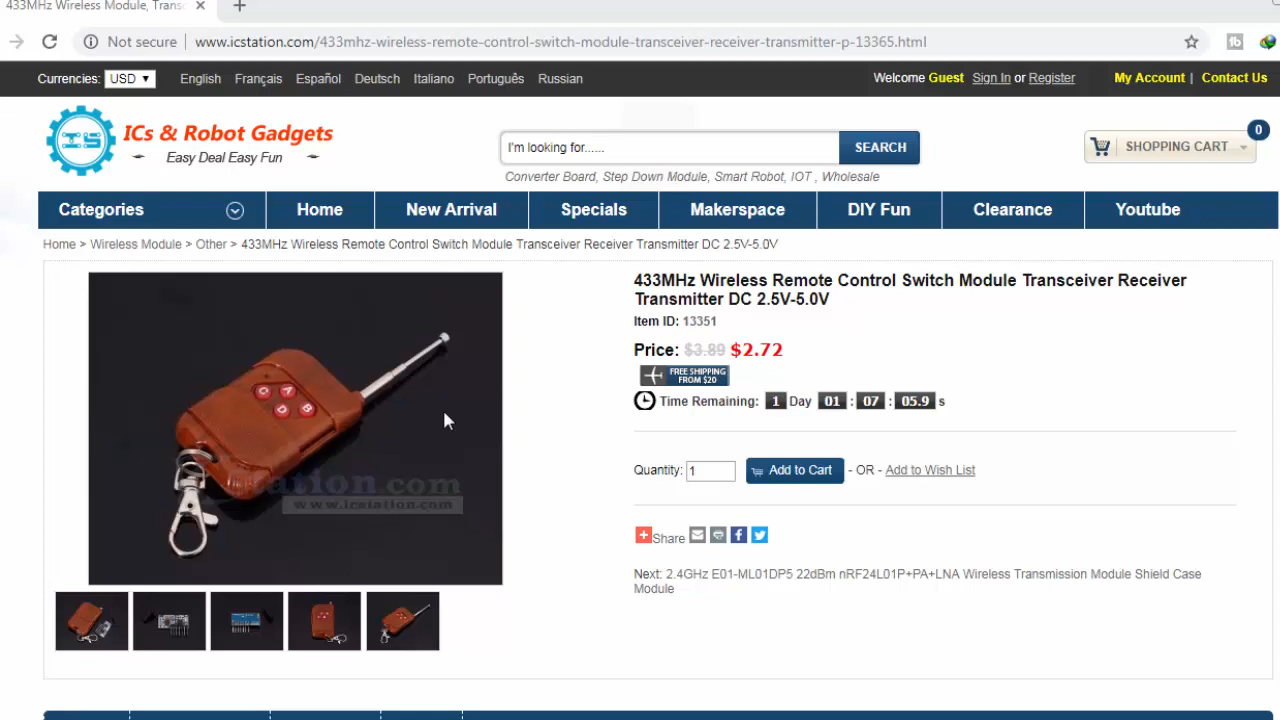 433MHz Wireless Module, Trans
Not secure | www.icstation.com/433mhz-wireless-remote-control-switch-module-transceiver-receiver-transmitter-p-13365.html
Currencies: USD English Français Español Deutsch Italiano Português Russian Welcome Guest Sign In or Register My Account | Contact Us
ICs & Robot Gadgets
Easy Deal Easy Fun
I'm looking for...... SEARCH
SHOPPING CART 0
Converter Board, Step Down Module, Smart Robot, IOT , Wholesale
Categories Home New Arrival Specials Makerspace DIY Fun Clearance Youtube
Home > Wireless Module > Other > 433MHz Wireless Remote Control Switch Module Transceiver Receiver Transmitter DC 2.5V-5.0V
C A
D B
station.com
www.icstation.com
433MHz Wireless Remote Control Switch Module Transceiver Receiver
Transmitter DC 2.5V-5.0V
Item ID: 13351
Price: $3.89 $2.72
FREE SHIPPING
FROM $20
Time Remaining: 1 Day 01 : 07 : 05.9 s
Quantity: 1 Add to Cart - OR - Add to Wish List
Share
Next: 2.4GHz E01-ML01DP5 22dBm nRF24L01P+PA+LNA Wireless Transmission Module Shield Case
Module